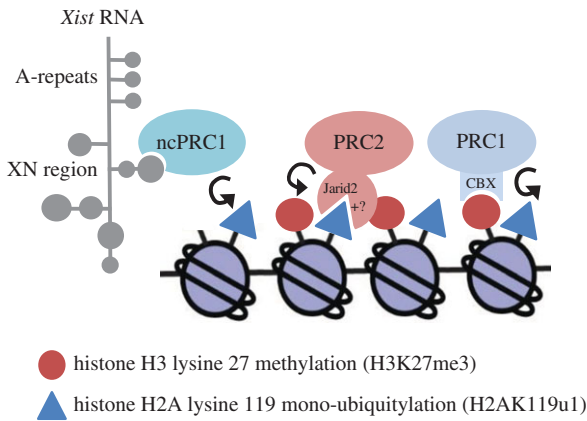 Xist RNA
A-repeats
ncPRC1
PRC2
PRC1
XN region
Jarid2
+?
CBX
histone H3 lysine 27 methylation (H3K27me3)
histone H2A lysine 119 mono-ubiquitylation (H2AK119u1)